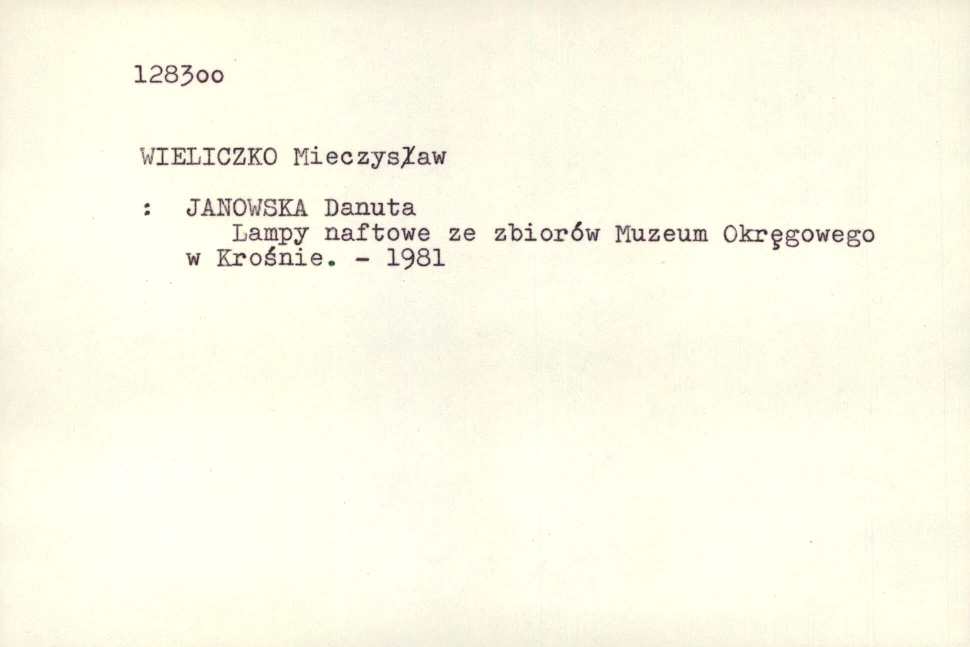 128300
WIELICZKO Mieczysław
: JANOWSKA Danuta
Lampy naftowe ze zbiorów Muzeum Okręgowego
w Krośnie. - 1981